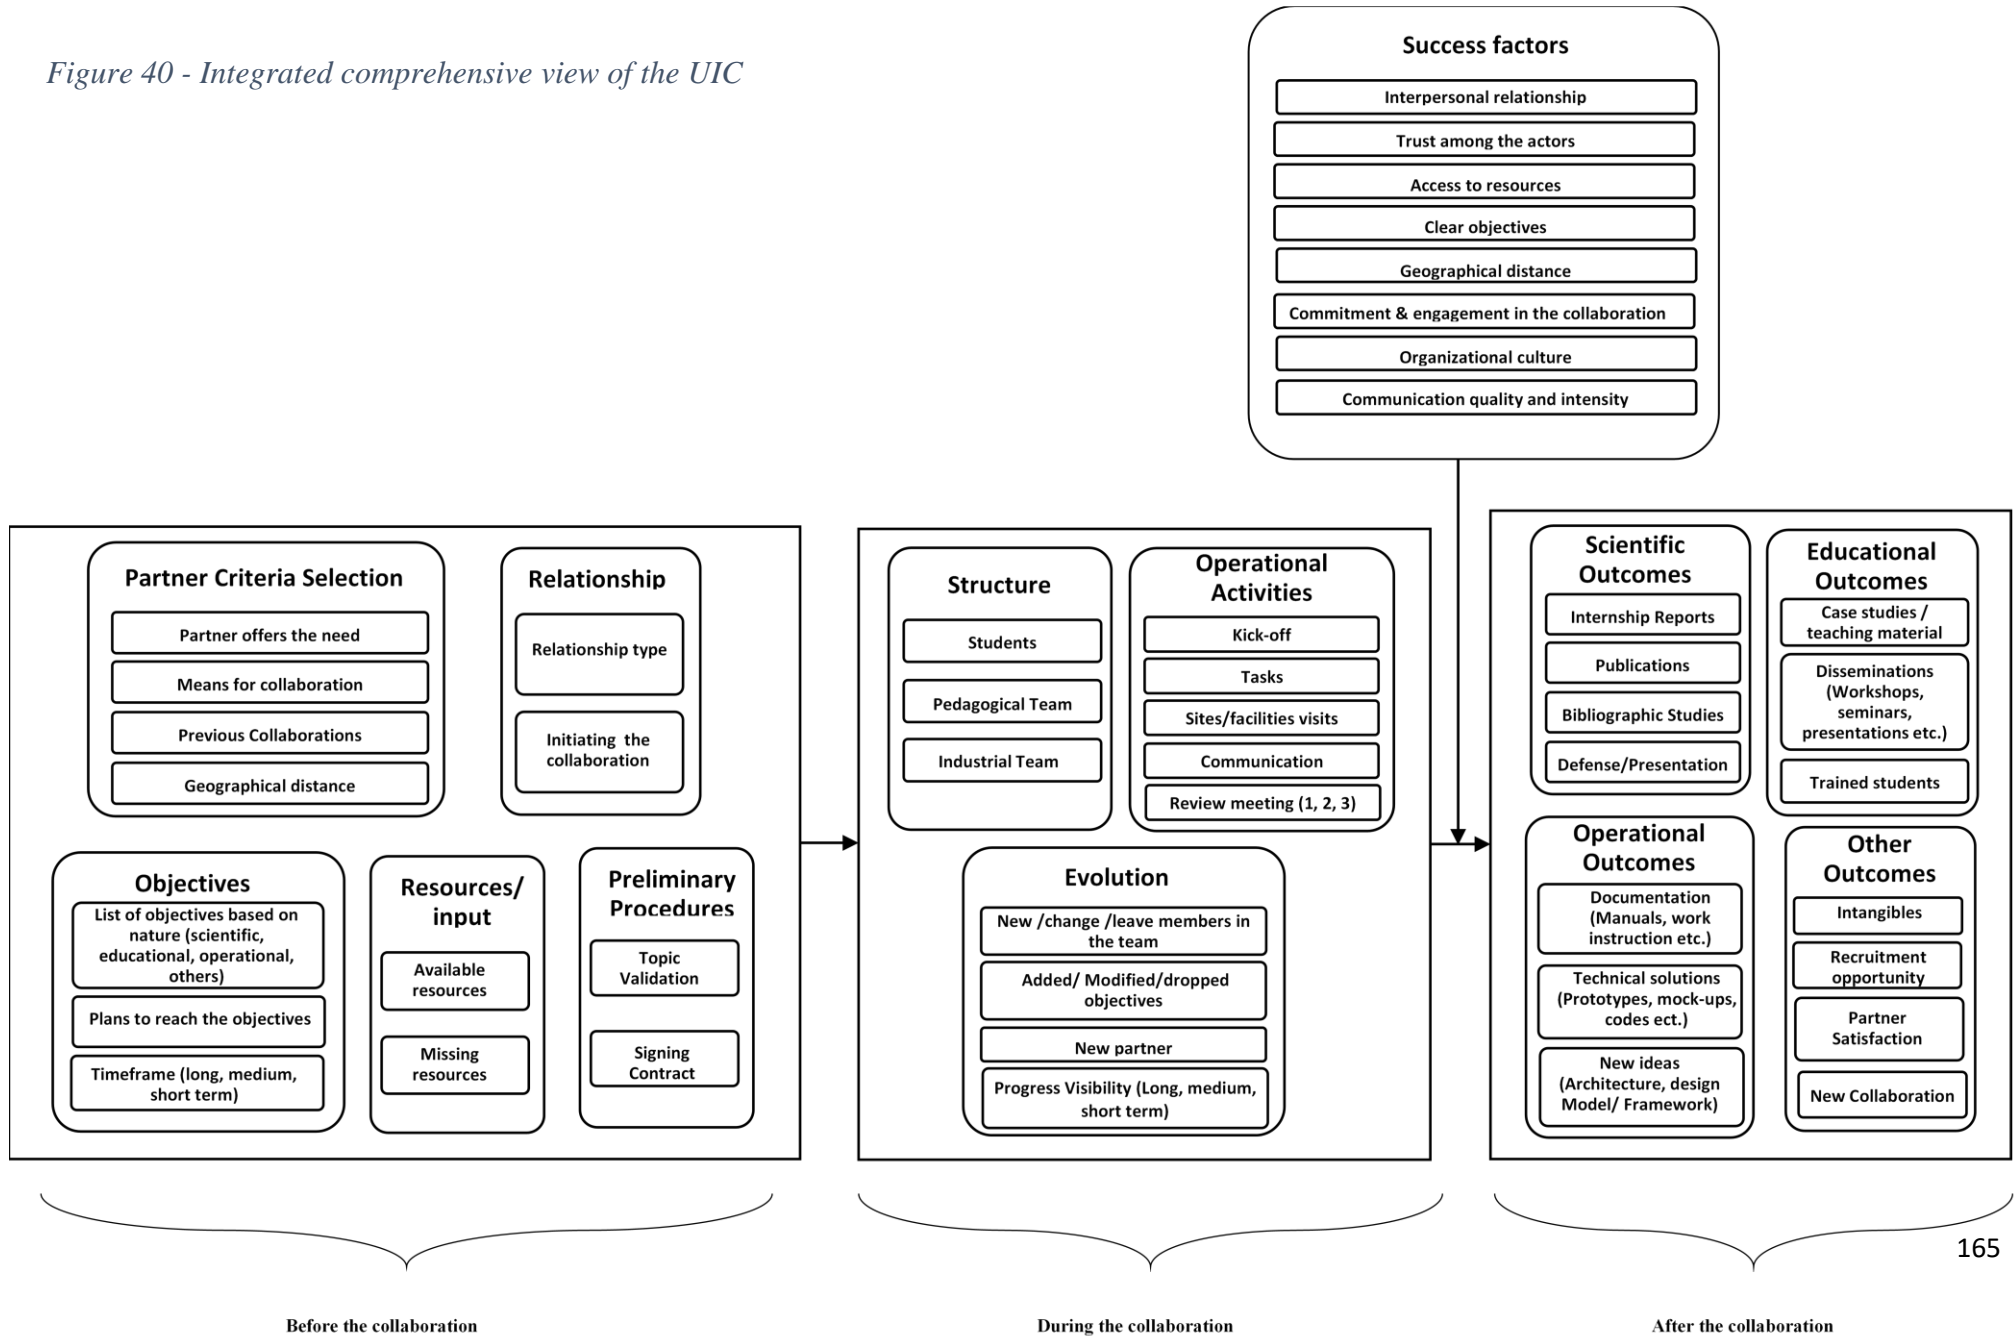 Figure 40 - Integrated comprehensive view of the UIC
Success factors
Interpersonal relationship
Trust among the actors
Access to resources
Clear objectives
Geographical distance
Commitment & engagement in the collaboration
Organizational culture
Communication quality and intensity
Partner Criteria Selection
Partner offers the need
Means for collaboration
Previous Collaborations
Geographical distance
Relationship
Relationship type
Initiating the
collaboration
Objectives
List of objectives based on
nature (scientific,
educational, operational,
others)
Plans to reach the objectives
Timeframe (long, medium,
short term)
Resources/
input
Available
resources
Missing
resources
Preliminary
Procedures
Topic
Validation
Signing
Contract
Structure
Students
Pedagogical Team
Industrial Team
Operational
Activities
Kick-off
Tasks
Sites/facilities visits
Communication
Review meeting (1, 2, 3)
Evolution
New /change /leave members in
the team
Added/ Modified/dropped
objectives
New partner
Progress Visibility (Long, medium,
short term)
Scientific
Outcomes
Internship Reports
Publications
Bibliographic Studies
Defense/Presentation
Educational
Outcomes
Case studies /
teaching material
Disseminations
(Workshops,
seminars,
presentations etc.)
Trained students
Operational
Outcomes
Documentation
(Manuals, work
instruction etc.)
Technical solutions
(Prototypes, mock-ups,
codes ect.)
New ideas
(Architecture, design
Model/ Framework)
Other
Outcomes
Intangibles
Recruitment
opportunity
Partner
Satisfaction
New Collaboration
165
Before the collaboration
During the collaboration
After the collaboration